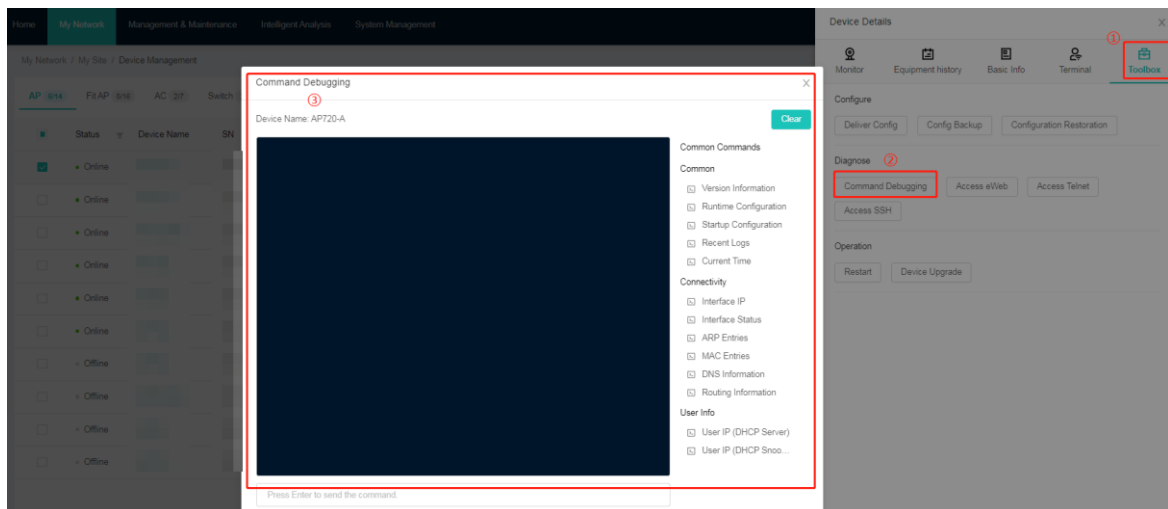 Home My Network Management & Maintenance Intelligent Analysis System Management
My Network / My Site / Device Management
AP 6/14 Fit AP 0/16 AC 2/7 Switch
Status Device Name SN
Online
Online
Online
Online
Online
Online
Offline
Offline
Offline
Offline
Command Debugging X
③
Device Name: AP720-A
Clear
Common Commands
Common
Version Information
Runtime Configuration
Startup Configuration
Recent Logs
Current Time
Connectivity
Interface IP
Interface Status
ARP Entries
MAC Entries
DNS Information
Routing Information
User Info
User IP (DHCP Server)
User IP (DHCP Snoo...
Press Enter to send the command.
Device Details X
①
Monitor Equipment history Basic Info Terminal Toolbox
Configure
Deliver Config Config Backup Configuration Restoration
Diagnose ②
Command Debugging Access eWeb Access Telnet
Access SSH
Operation
Restart Device Upgrade